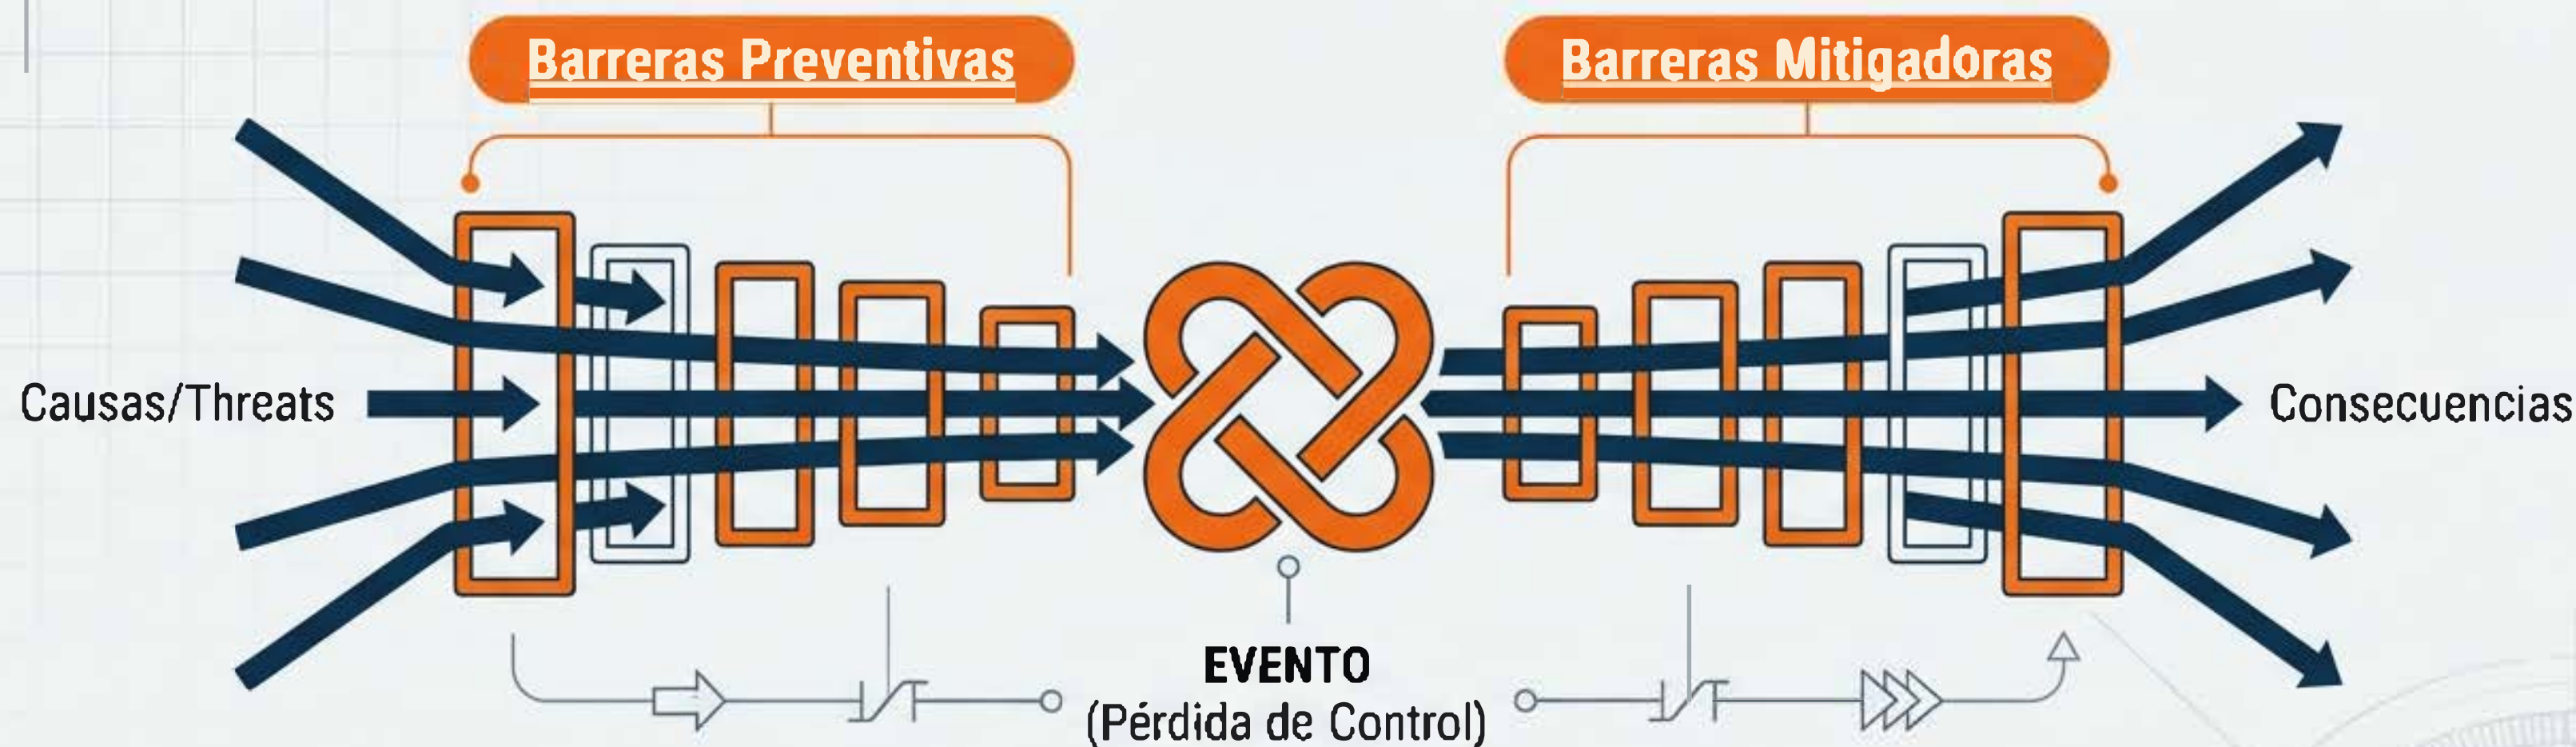 Barreras Preventivas
Barreras Mitigadoras
Causas/Threats
Consecuencias
EVENTO
(Pérdida de Control)